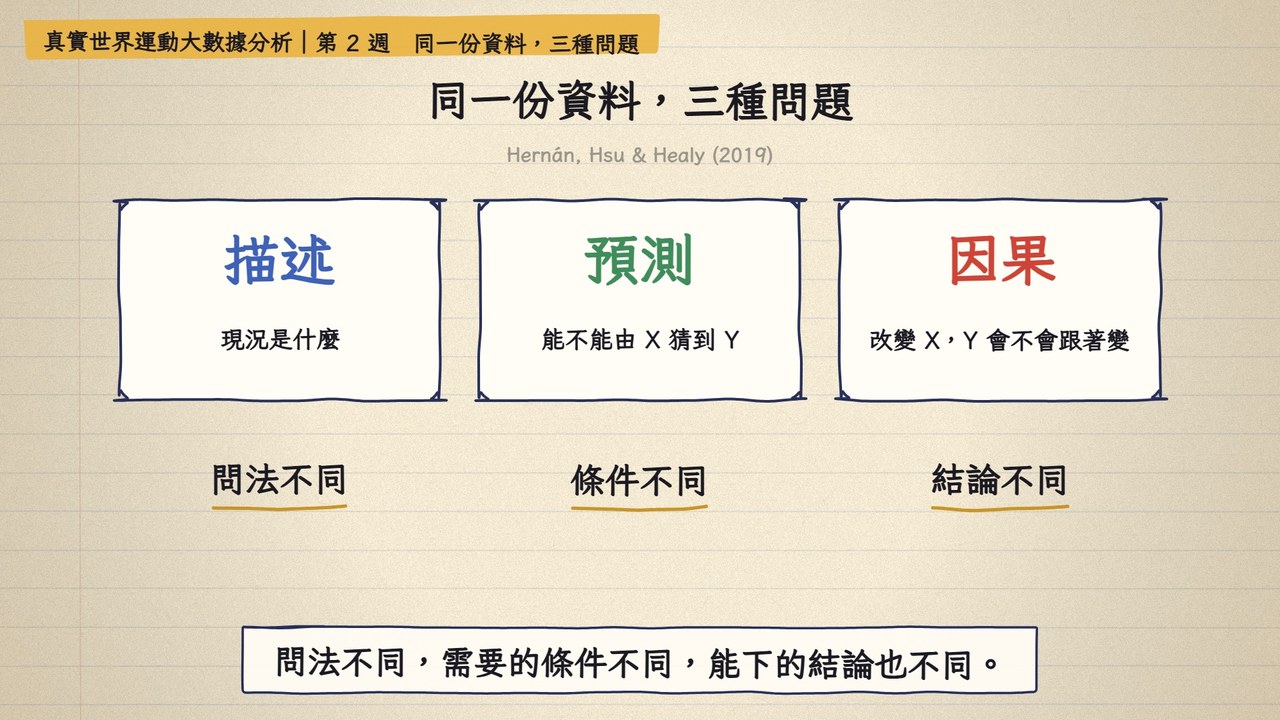 真實世界運動大數據分析｜第 2 週　同一份資料，三種問題
同一份資料，三種問題
Hernán, Hsu & Healy (2019)
描述
現況是什麼
預測
能不能由 X 猜到 Y
因果
改變 X，Y 會不會跟著變
問法不同
條件不同
結論不同
問法不同，需要的條件不同，能下的結論也不同。